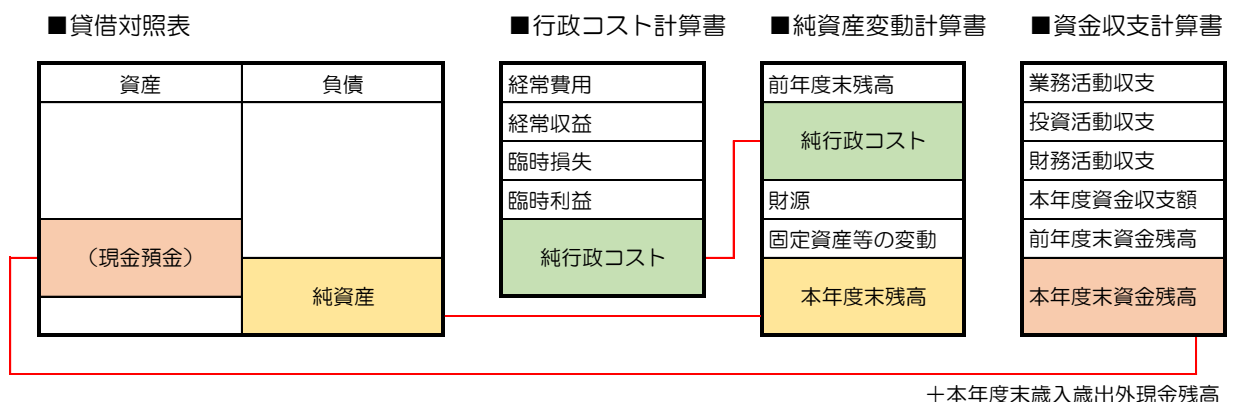 ■貸借対照表
資産
負債
（現金預金）
純資産
■行政コスト計算書
経常費用
経常収益
臨時損失
臨時利益
純行政コスト
■純資産変動計算書
前年度末残高
純行政コスト
財源
固定資産等の変動
本年度末残高
■資金収支計算書
業務活動収支
投資活動収支
財務活動収支
本年度資金収支額
前年度末資金残高
本年度末資金残高
＋本年度末歳入歳出外現金残高